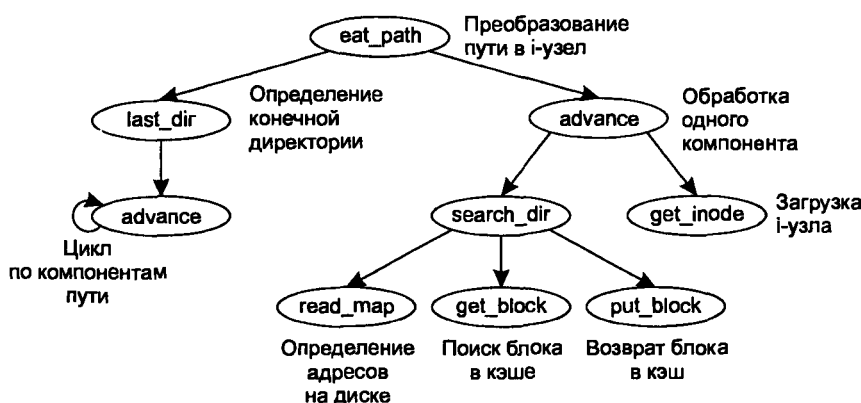 eat_path
Преобразование
пути в i-узел
last_dir
Определение
конечной
директории
advance
Обработка
одного
компонента
advance
Цикл
по компонентам
пути
search_dir
get_inode
Загрузка
i-узла
read_map
get_block
put_block
Определение
адресов
на диске
Поиск блока
в кэше
Возврат блока
в кэш